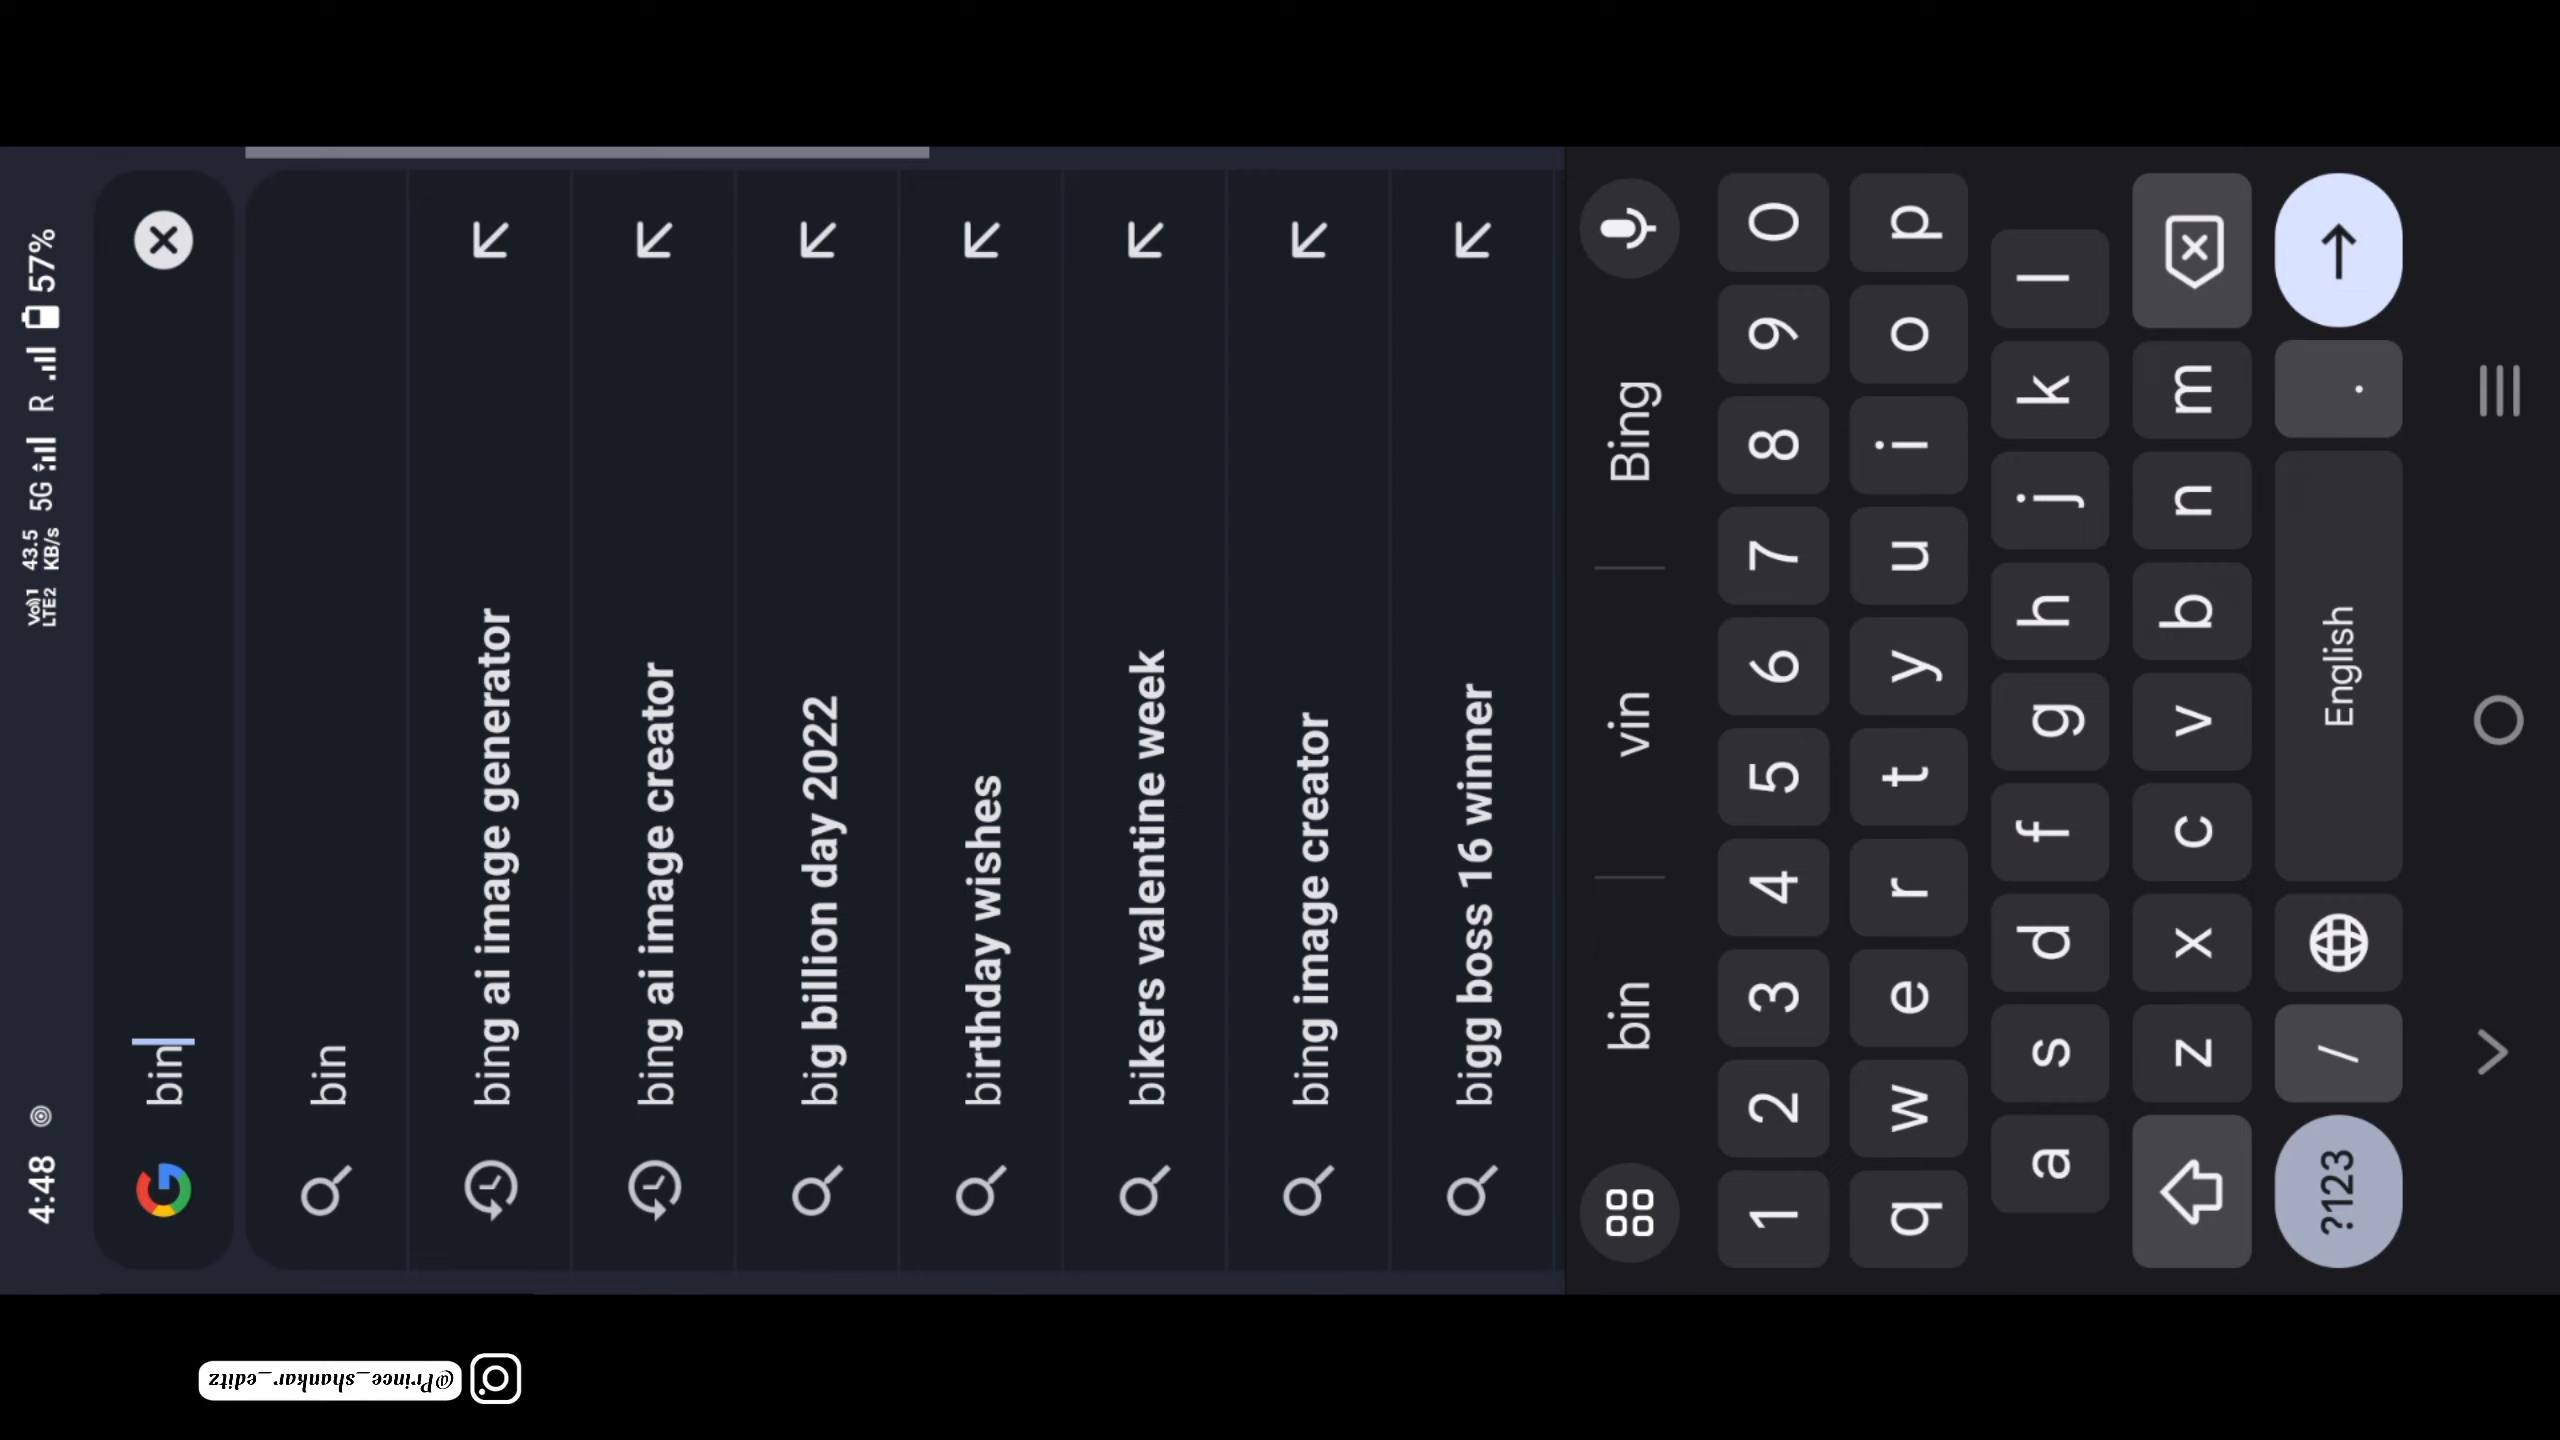 4:48 Vo)) 1 LTE2 43.5 KB/s 5G R 57%
bin
bin
bing ai image generator
bing ai image creator
big billion day 2022
birthday wishes
bikers valentine week
bing image creator
bigg boss 16 winner
bin vin Bing
1 2 3 4 5 6 7 8 9 0
q w e r t y u i o p
a s d f g h j k l
z x c v b n m
?123 / English .
@Prince_shankar_editz